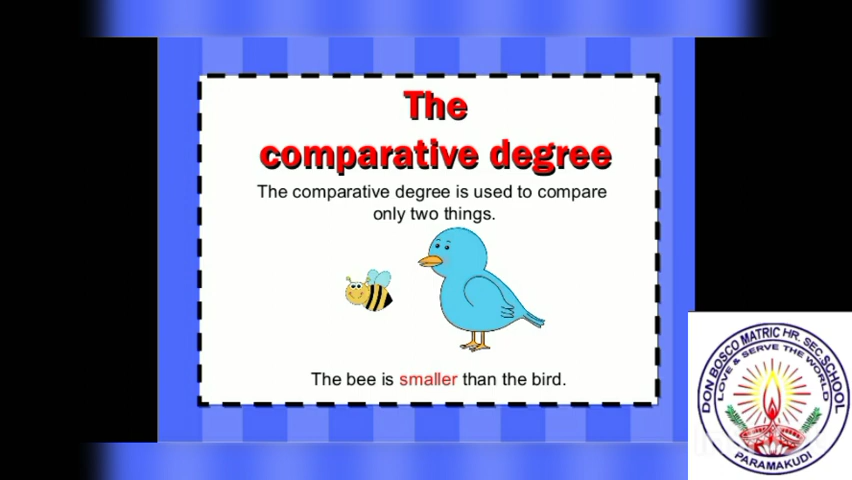 The
comparative degree
The comparative degree is used to compare
only two things.
The bee is smaller than the bird.
DON BOSCO MATRIC HR. SEC. SCHOOL
LOVE & SERVE THE WORLD
PARAMAKUDI